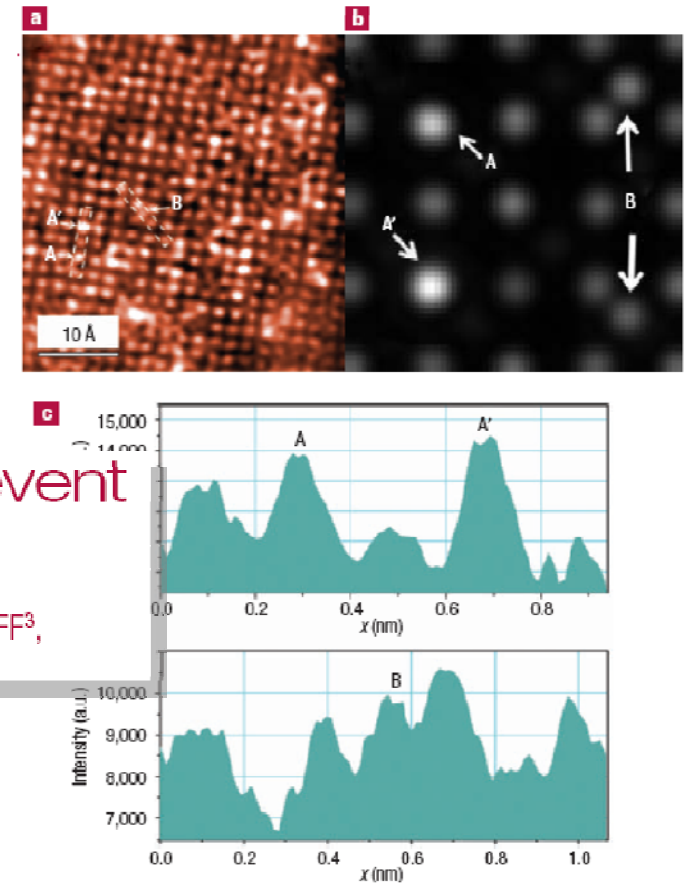 a
b
A
B
A'
A'
B
A
10 Å
c
15,000
A
A'
14,000
event
FF³,
0.0 0.2 0.4 0.6 0.8
x (nm)
Intensity (a.u.)
10,000
B
9,000
8,000
7,000
0.0 0.2 0.4 0.6 0.8 1.0
x (nm)